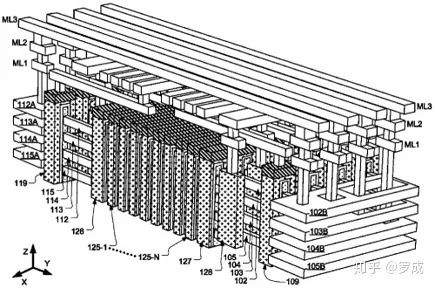 ML3
ML2
ML1
ML3
ML2
ML1
112A
113A
114A
115A
119
115
114
113
112
126
125-1
125-N
127
128
105
104
103
102
109
102B
103B
104B
105B
Z
Y
X
知乎 @罗成